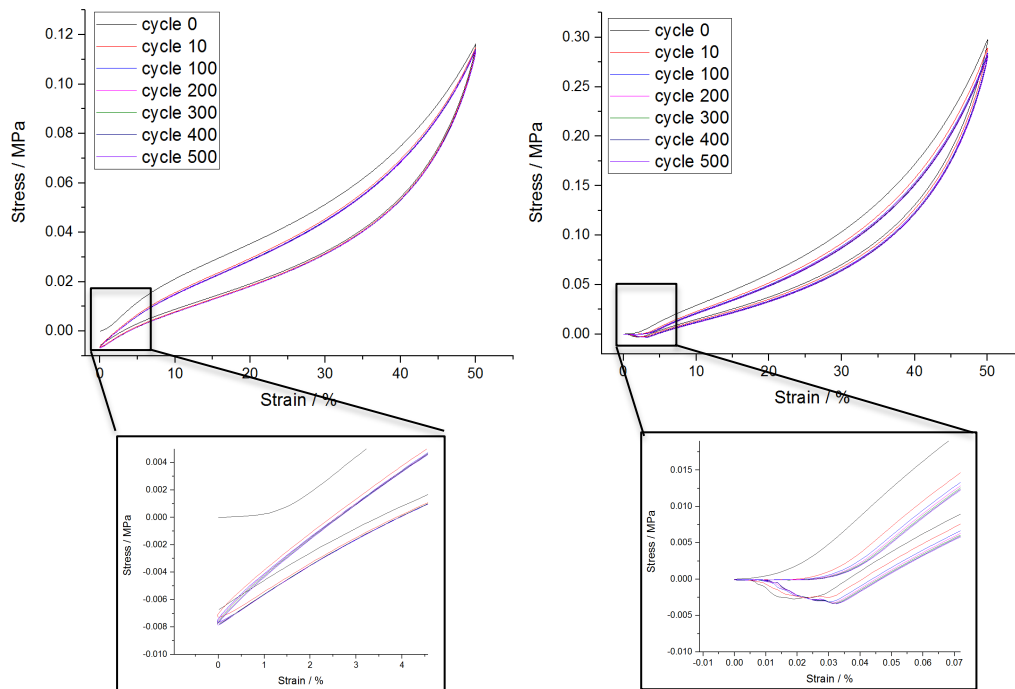 cycle 0
cycle 10
cycle 100
cycle 200
cycle 300
cycle 400
cycle 500
0.12
0.10
0.08
0.06
0.04
0.02
0.00
Stress / MPa
0 10 20 30 40 50
Strain / %
cycle 0
cycle 10
cycle 100
cycle 200
cycle 300
cycle 400
cycle 500
0.30
0.25
0.20
0.15
0.10
0.05
0.00
Stress / MPa
0 10 20 30 40 50
Strain / %
0.004
0.002
0.000
-0.002
-0.004
-0.006
-0.008
-0.010
Stress / MPa
0 1 2 3 4
Strain / %
0.015
0.010
0.005
0.000
-0.005
-0.010
Stress / MPa
-0.01 0.00 0.01 0.02 0.03 0.04 0.05 0.06 0.07
Strain / %